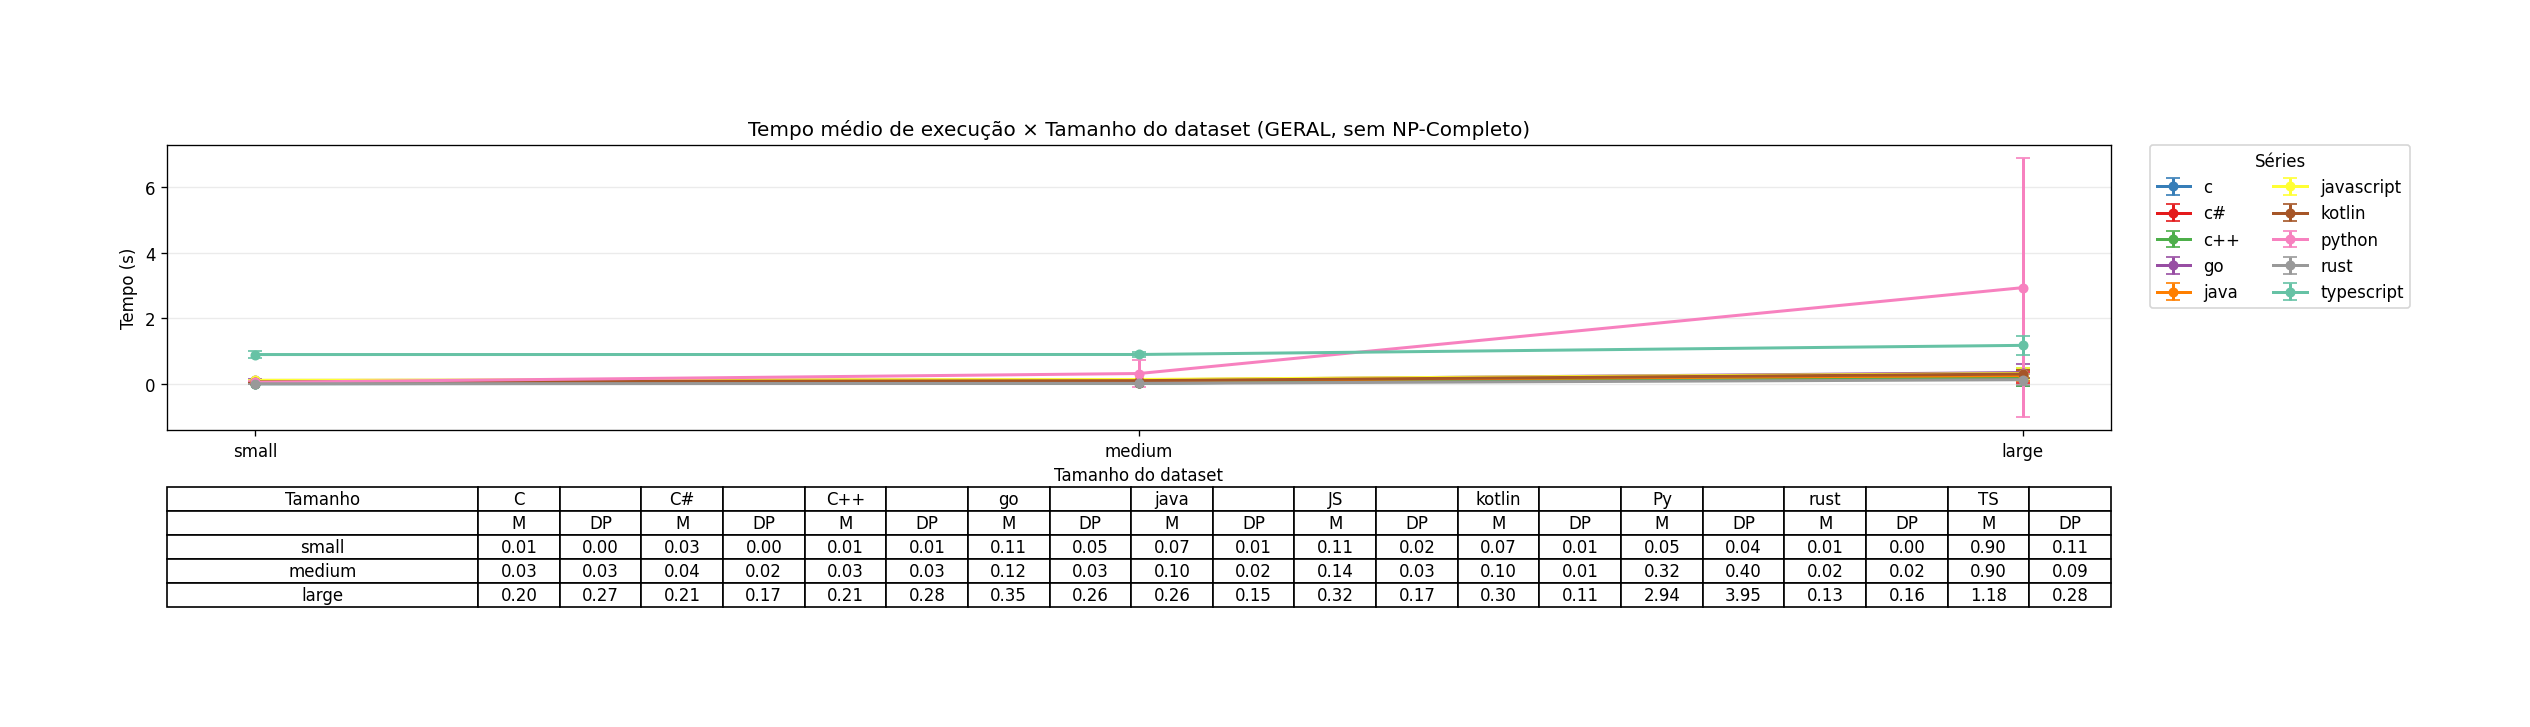 Tempo médio de execução × Tamanho do dataset (GERAL, sem NP-Completo)
Tempo (s)
6
4
2
0
small medium large
Tamanho do dataset
Séries
c javascript
c# kotlin
c++ python
go rust
java typescript
Tamanho C C# C++ go java JS kotlin Py rust TS
M DP M DP M DP M DP M DP M DP M DP M DP M DP M DP
small 0.01 0.00 0.03 0.00 0.01 0.01 0.11 0.05 0.07 0.01 0.11 0.02 0.07 0.01 0.05 0.04 0.01 0.00 0.90 0.11
medium 0.03 0.03 0.04 0.02 0.03 0.03 0.12 0.03 0.10 0.02 0.14 0.03 0.10 0.01 0.32 0.40 0.02 0.02 0.90 0.09
large 0.20 0.27 0.21 0.17 0.21 0.28 0.35 0.26 0.26 0.15 0.32 0.17 0.30 0.11 2.94 3.95 0.13 0.16 1.18 0.28